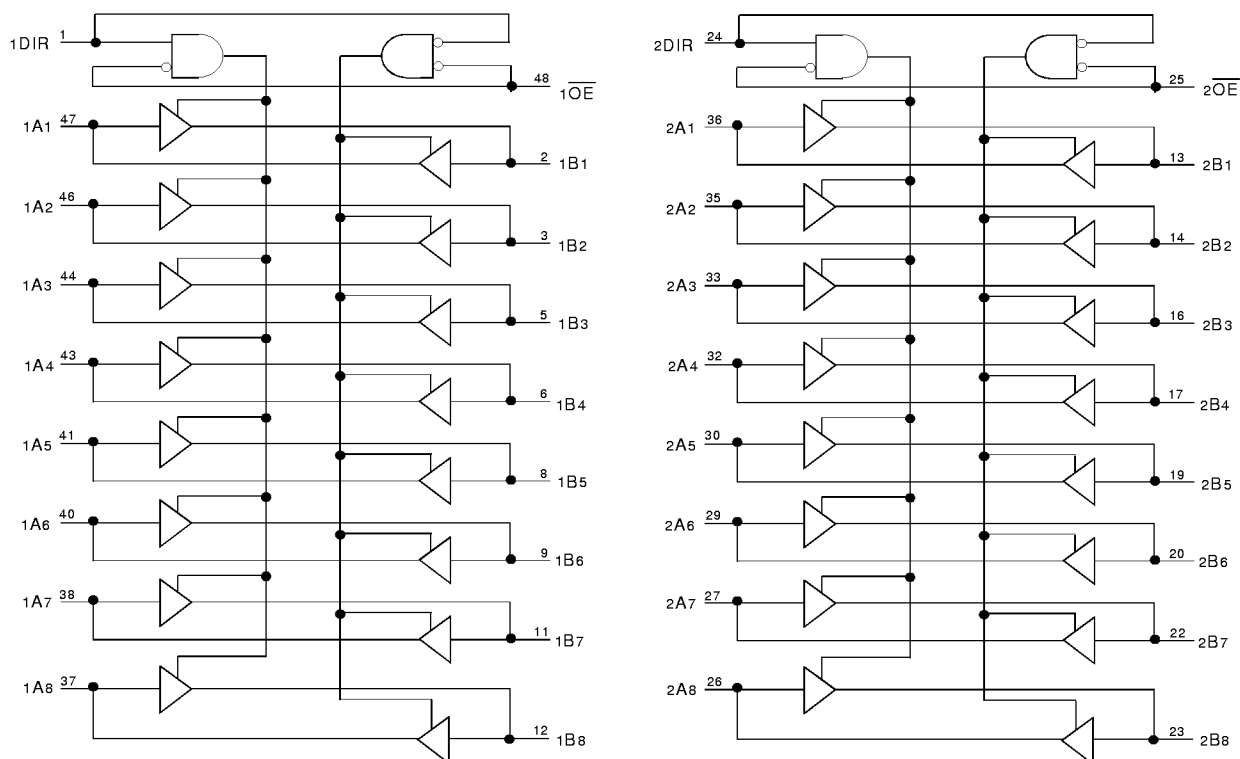 1DIR 1
48 1OE
1A1 47
2 1B1
1A2 46
3 1B2
1A3 44
5 1B3
1A4 43
6 1B4
1A5 41
8 1B5
1A6 40
9 1B6
1A7 38
11 1B7
1A8 37
12 1B8
2DIR 24
25 2OE
2A1 36
13 2B1
2A2 35
14 2B2
2A3 33
16 2B3
2A4 32
17 2B4
2A5 30
19 2B5
2A6 29
20 2B6
2A7 27
22 2B7
2A8 26
23 2B8